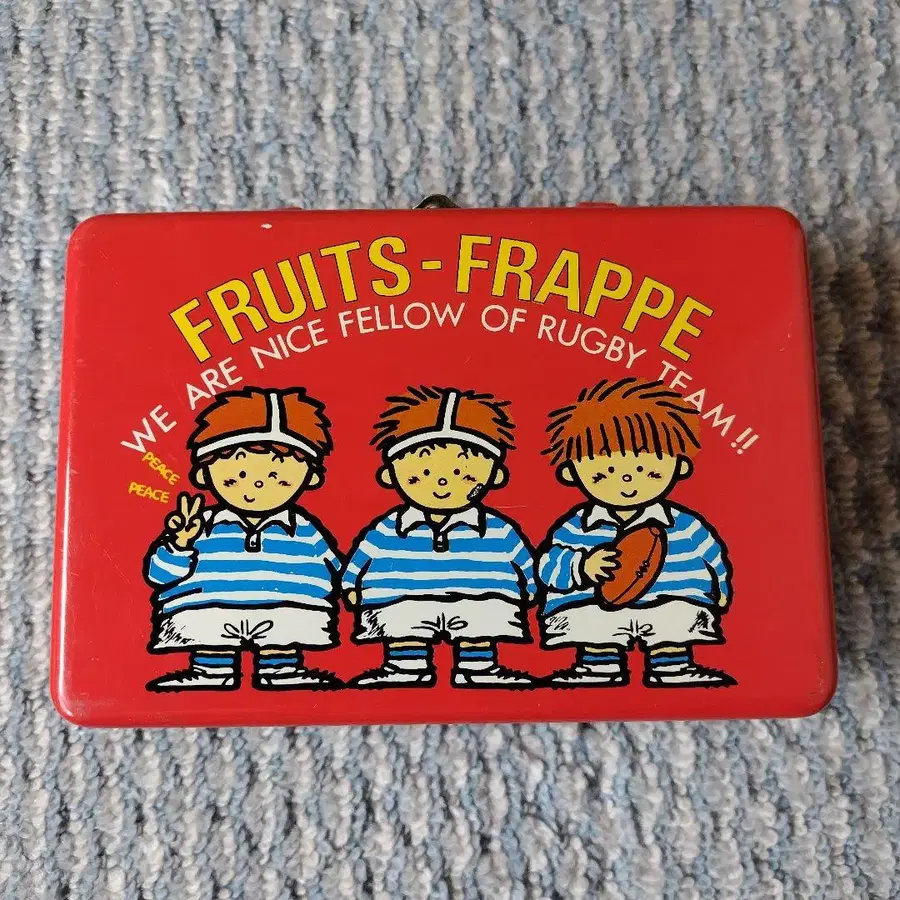 FRUITS-FRAPPE
WE ARE NICE FELLOW OF RUGBY TEAM!!
PEACE
PEACE